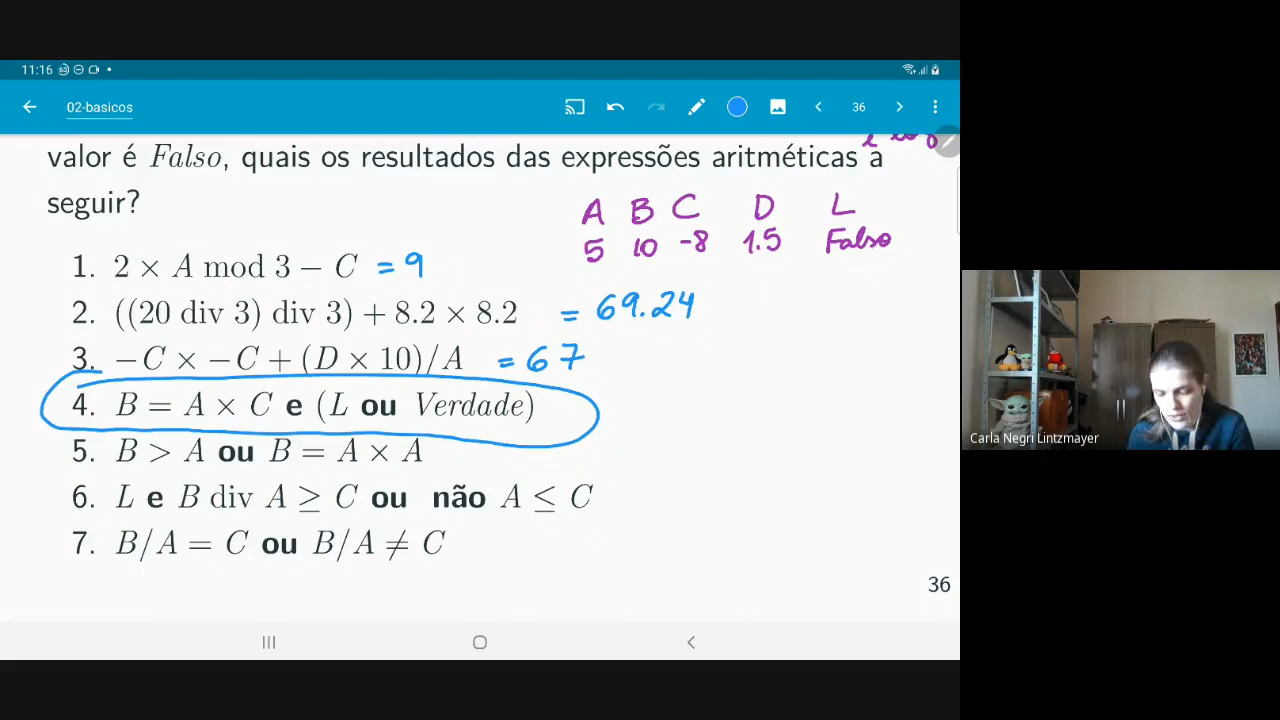 11:16
02-basicos
36
valor é Falso, quais os resultados das expressões aritméticas a
seguir?
A B C D L
5 10 -8 1.5 Falso
1. 2 × A mod 3 − C = 9
2. ((20 div 3) div 3) + 8.2 × 8.2 = 69.24
3. −C × −C + (D × 10)/A = 67
4. B = A × C e (L ou Verdade)
5. B > A ou B = A × A
6. L e B div A ≥ C ou não A ≤ C
7. B/A = C ou B/A ≠ C
36
Carla Negri Lintzmayer